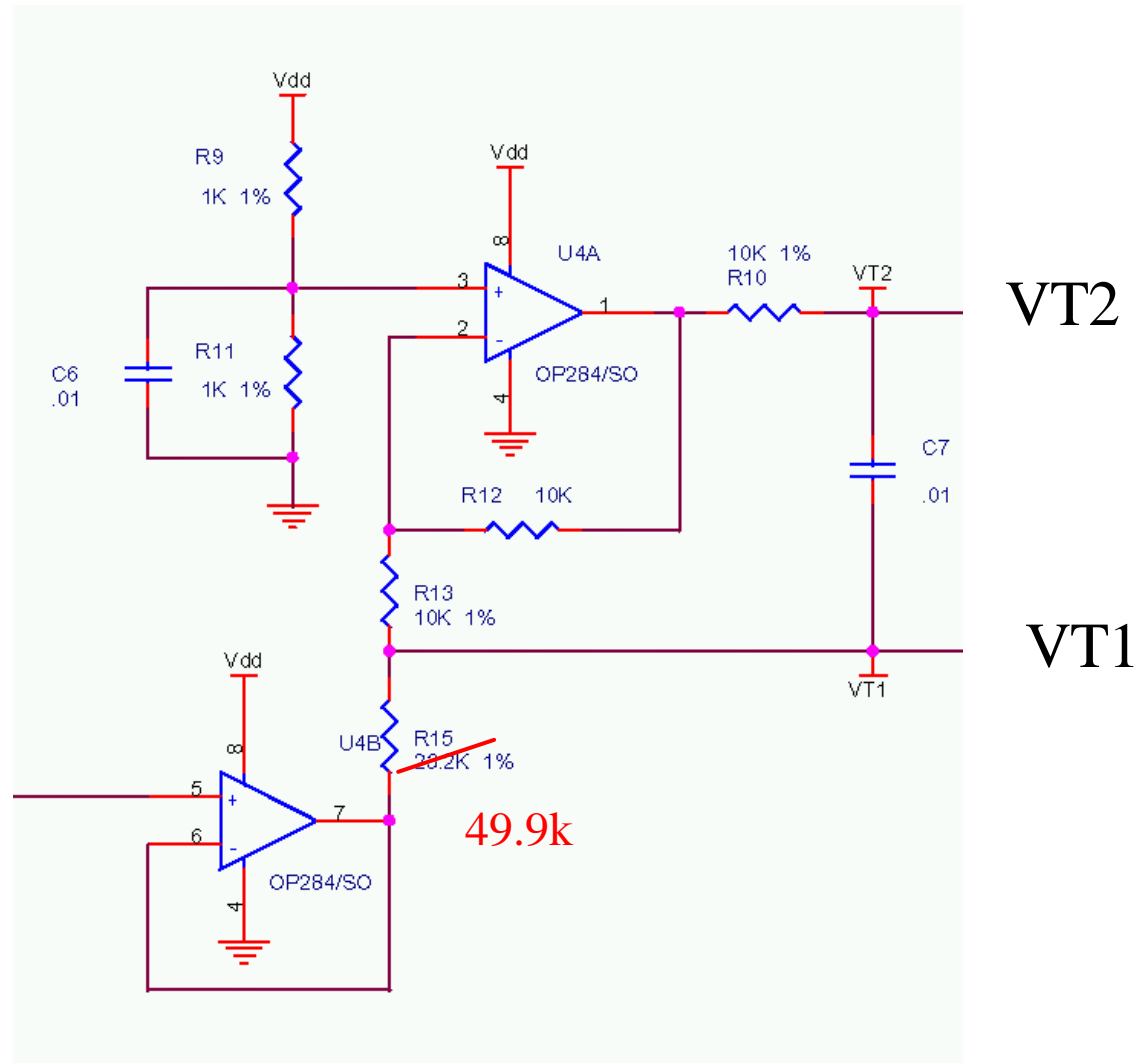 Vdd
R9
1K 1%
Vdd
8
U4A
3
+
2
-
1
OP284/SO
4
10K 1%
R10
VT2
VT2
C6
.01
R11
1K 1%
R12 10K
C7
.01
R13
10K 1%
VT1
VT1
Vdd
8
U4B
R15
1%
5
+
6
-
7
OP284/SO
4
49.9k